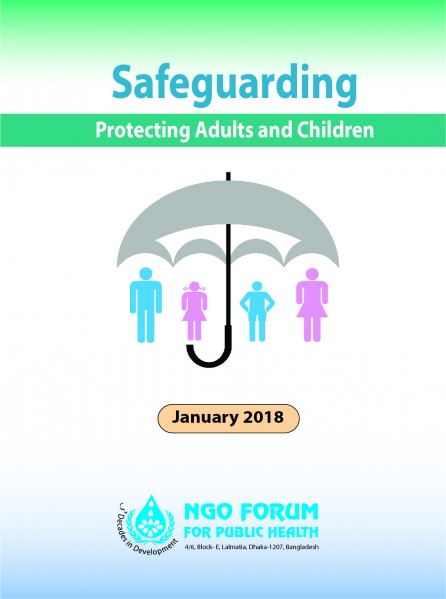 Safeguarding
Protecting Adults and Children
January 2018
Decades in Development
NGO FORUM
FOR PUBLIC HEALTH
4/6, Block- E, Lalmatia, Dhaka-1207, Bangladesh